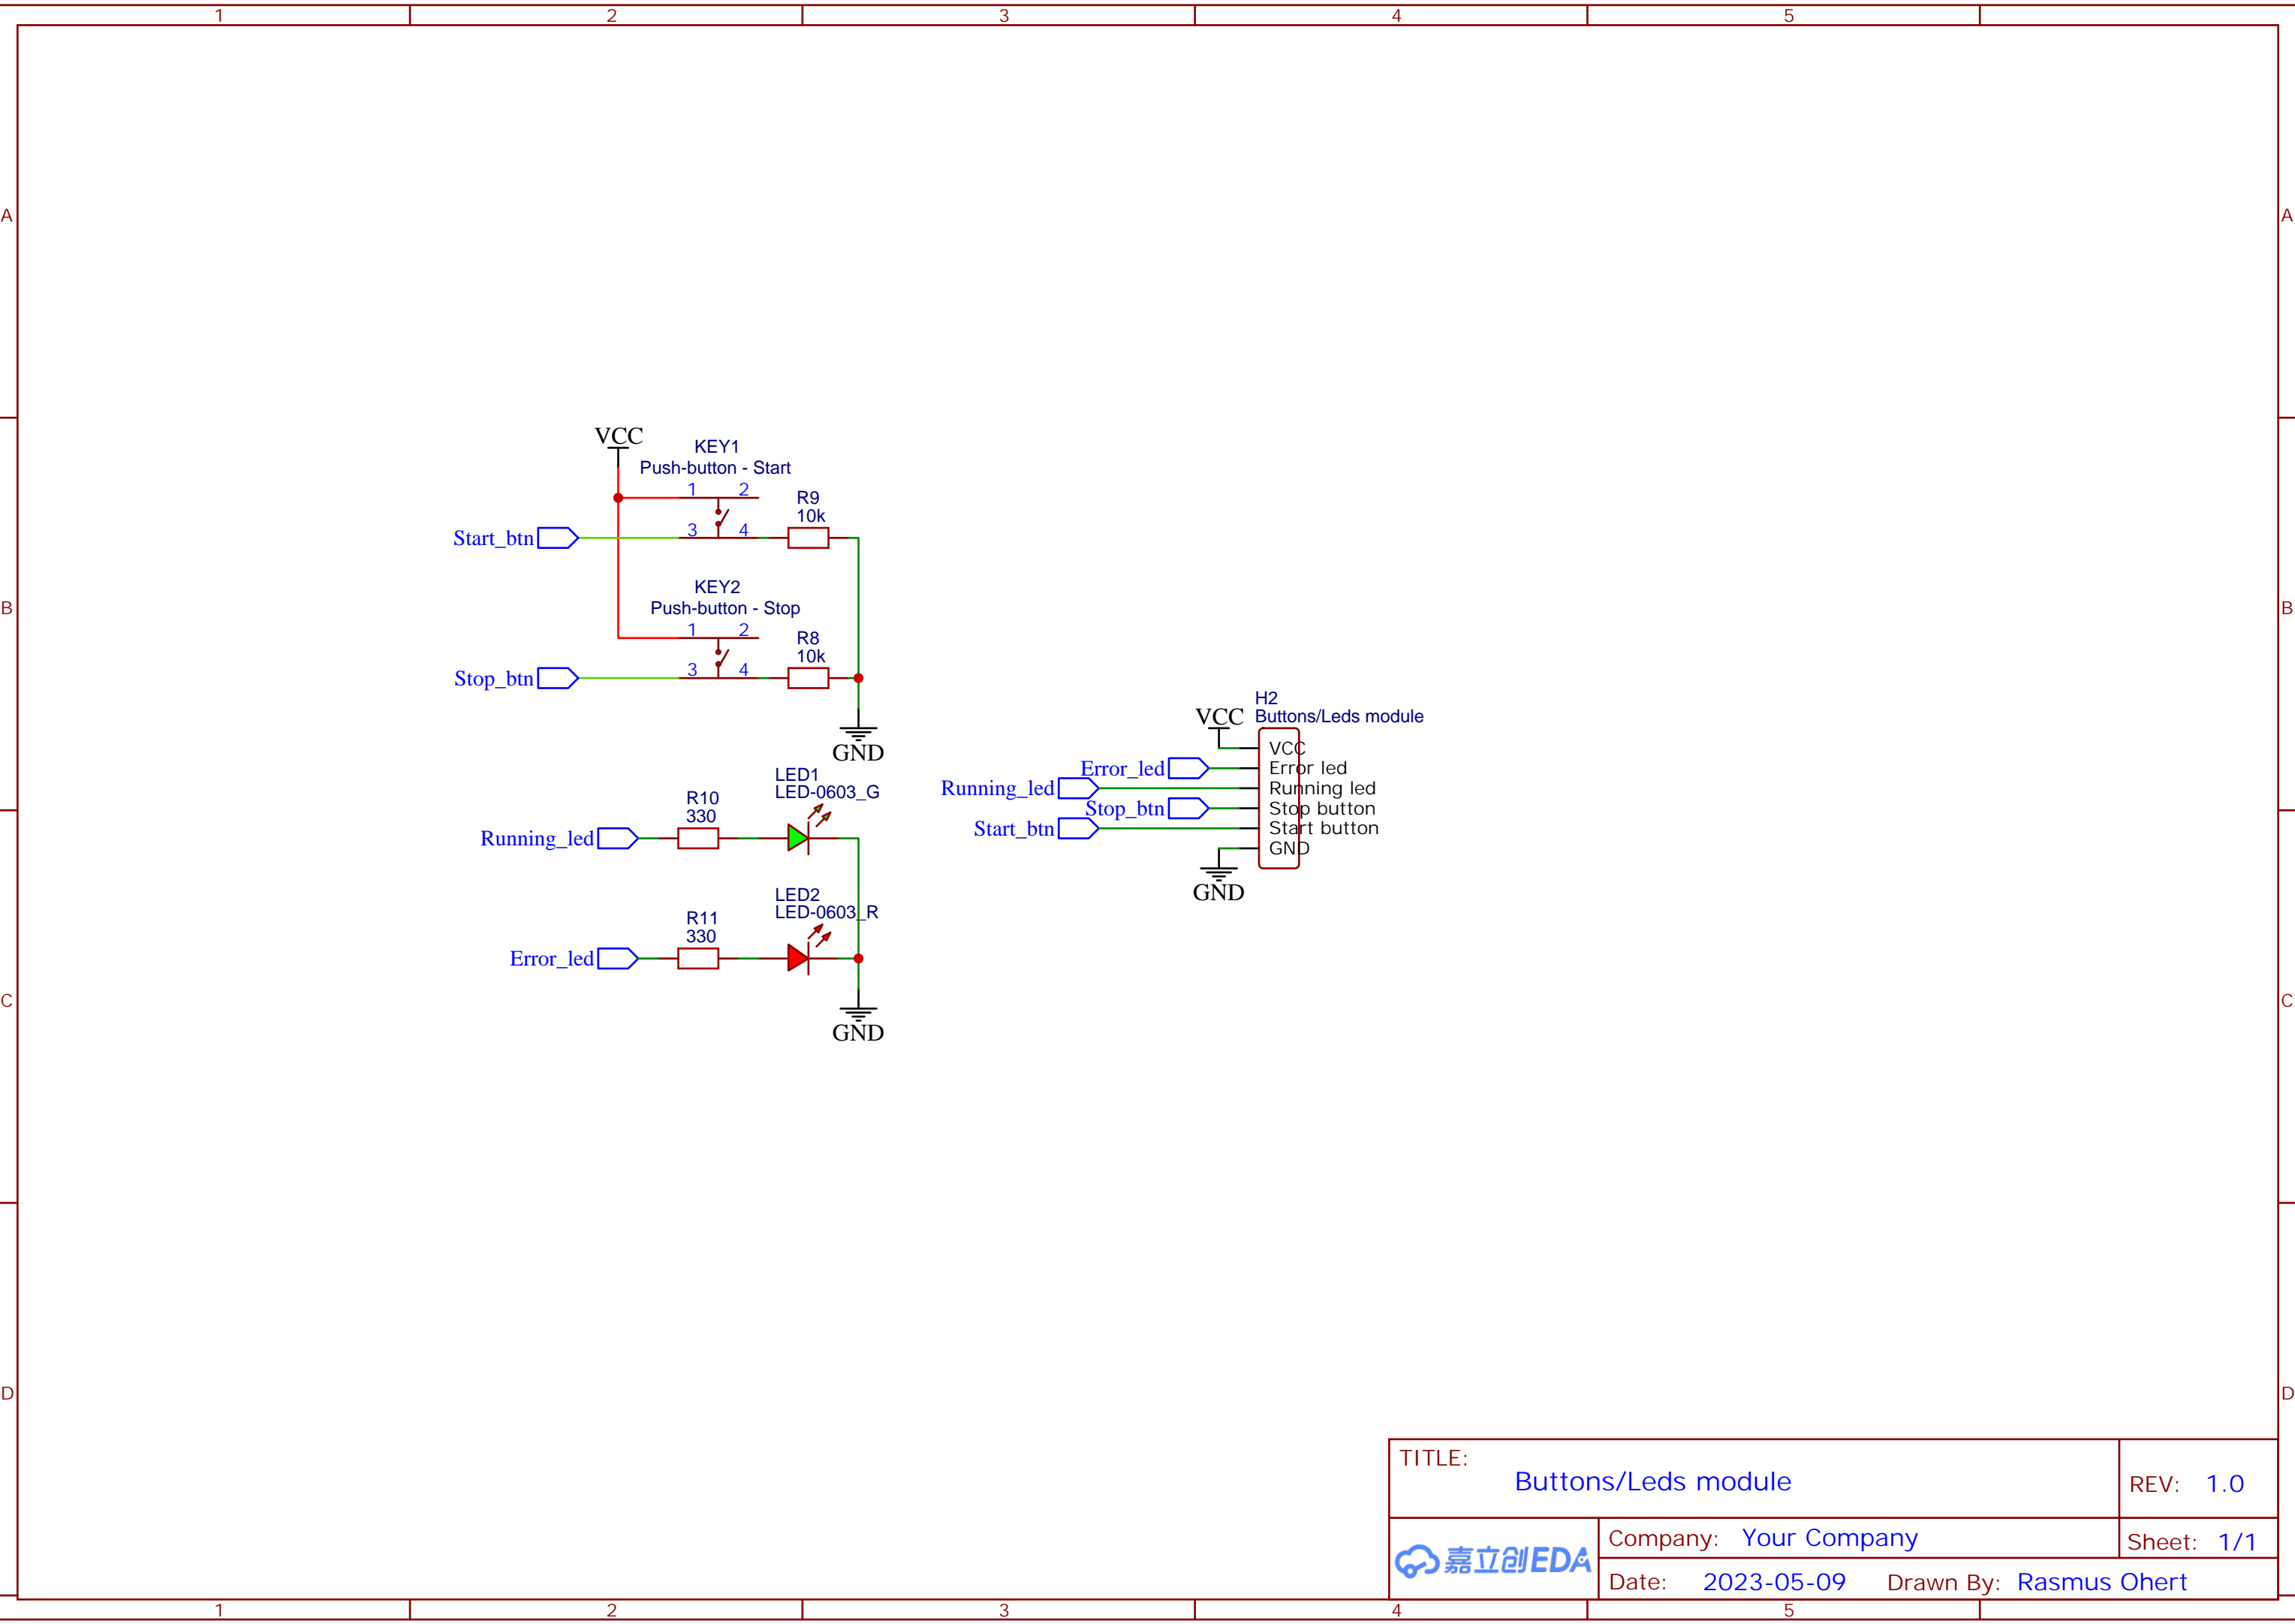 1 2 3 4 5
A A
VCC
KEY1
Push-button - Start
1 2
R9
10k
Start_btn
3 4
KEY2
Push-button - Stop
B B
1 2
R8
10k
Stop_btn
3 4
GND
H2
Buttons/Leds module
VCC
VCC
Error_led
Error led
Running_led
Running led
Stop_btn
Stop button
Start_btn
Start button
GND
GND
LED1
LED-0603_G
R10
330
Running_led
LED2
LED-0603_R
R11
330
Error_led
GND
C C
D D
TITLE:
Buttons/Leds module
REV: 1.0
嘉立创EDA
Company: Your Company
Sheet: 1/1
Date: 2023-05-09
Drawn By: Rasmus Ohert
1 2 3 4 5